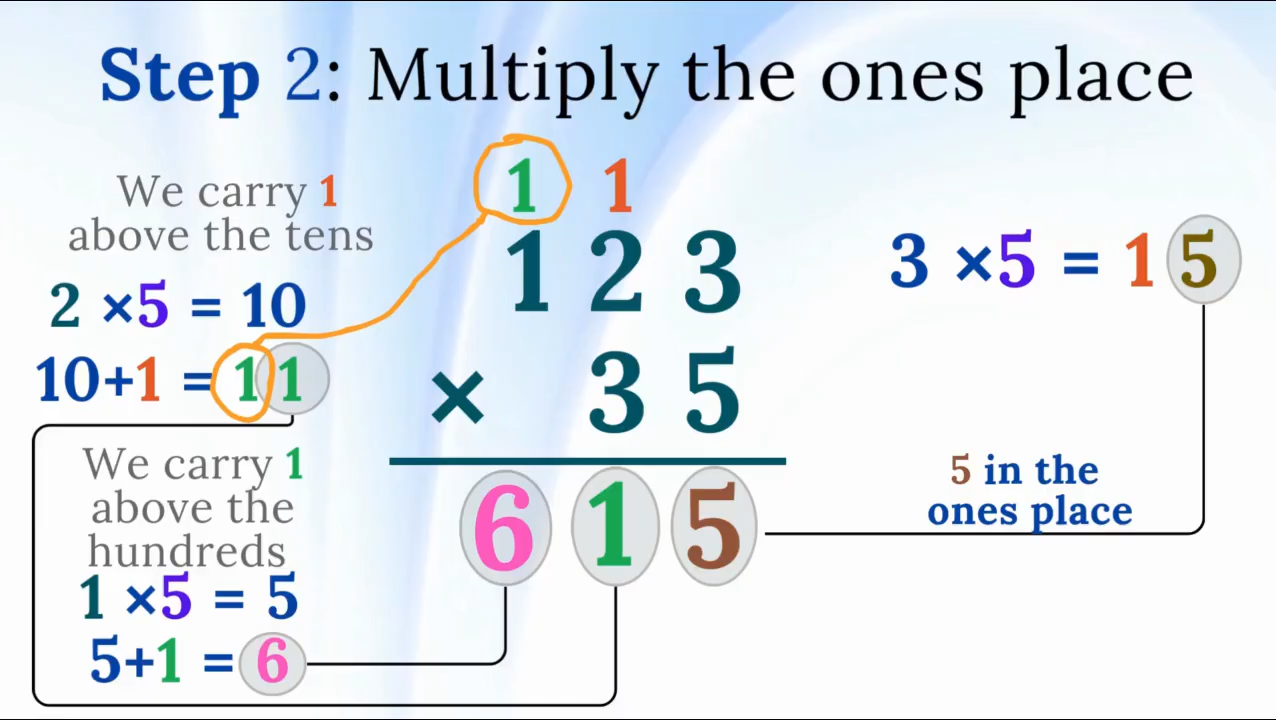 Step 2: Multiply the ones place
We carry 1
above the tens
2 ×5 = 10
10+1 = 11
We carry 1
above the
hundreds
1 ×5 = 5
5+1 = 6
1 1
1 2 3
× 3 5
6 1 5
3 ×5 = 1 5
5 in the
ones place